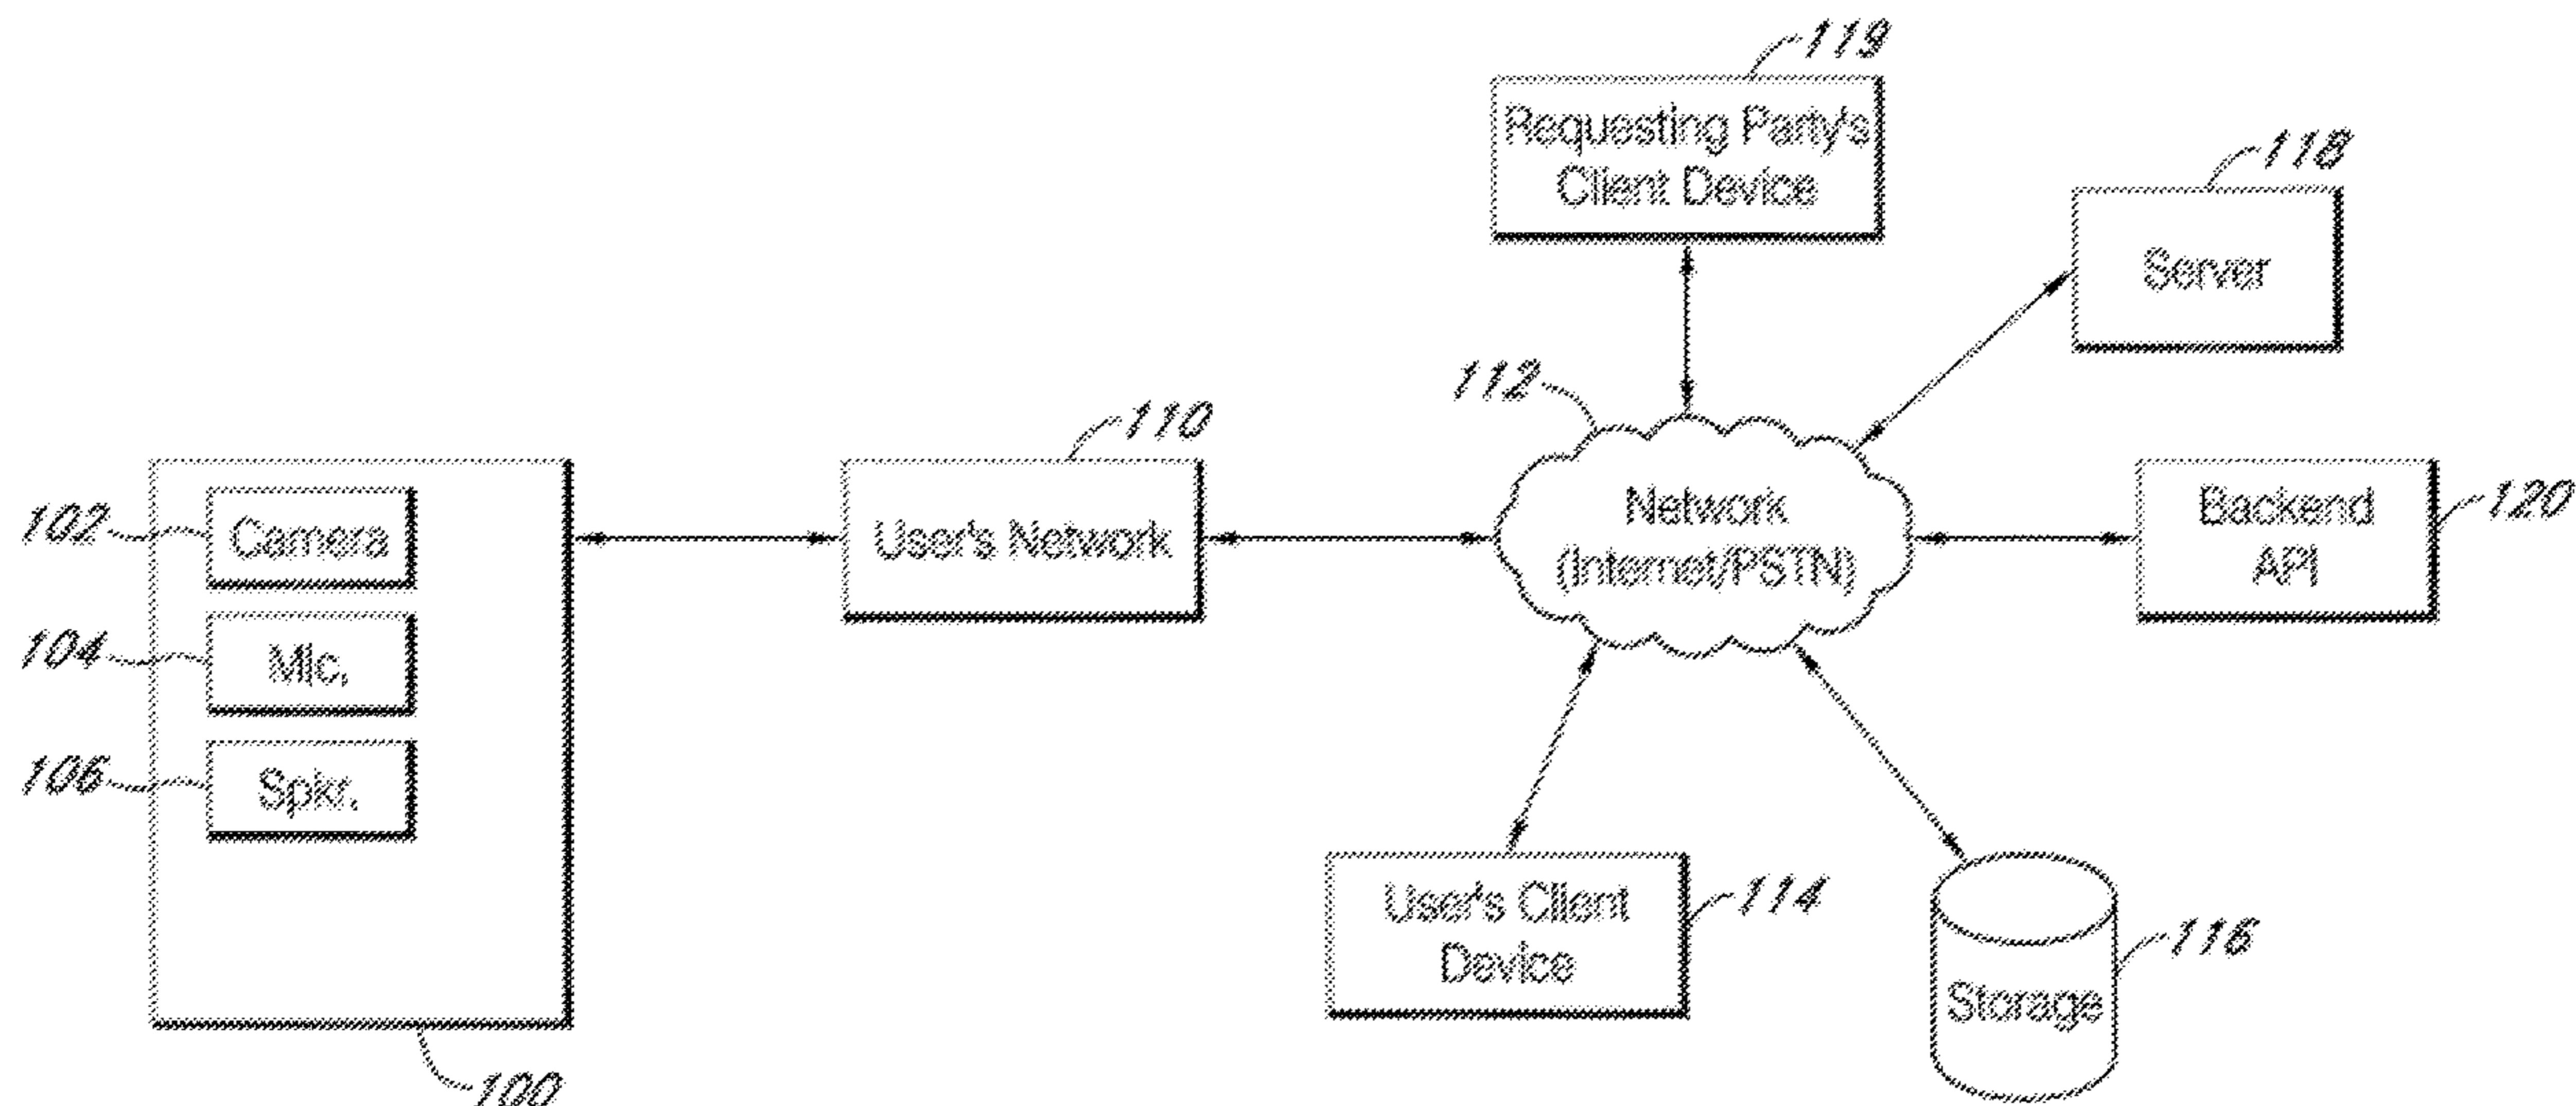 119
Requesting Party's
Client Device
118
Server
112
110
102
Camera
User's Network
Network
(Internet/PSTN)
Backend
API
120
104
Mic.
106
Spkr.
User's Client
Device
114
116
Storage
100